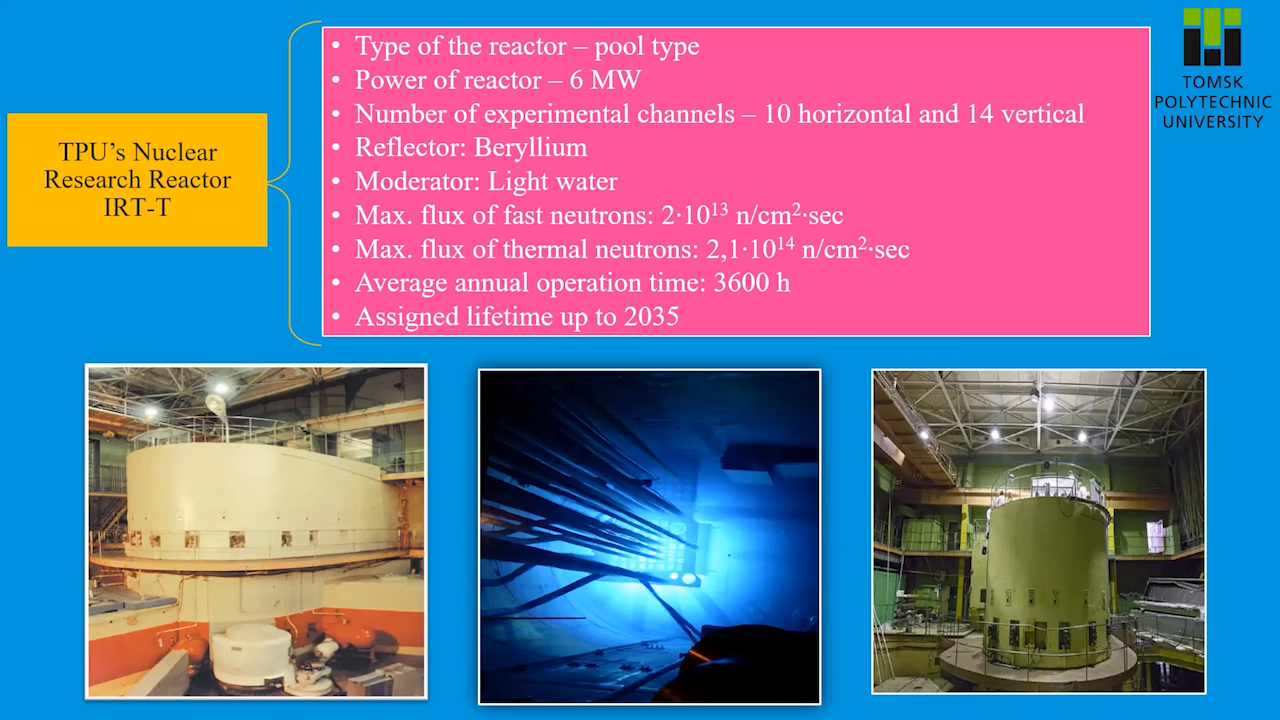 TPU’s Nuclear
Research Reactor
IRT-T
• Type of the reactor – pool type
• Power of reactor – 6 MW
• Number of experimental channels – 10 horizontal and 14 vertical
• Reflector: Beryllium
• Moderator: Light water
• Max. flux of fast neutrons: 2·10¹³ n/cm²·sec
• Max. flux of thermal neutrons: 2,1·10¹⁴ n/cm²·sec
• Average annual operation time: 3600 h
• Assigned lifetime up to 2035
TOMSK
POLYTECHNIC
UNIVERSITY